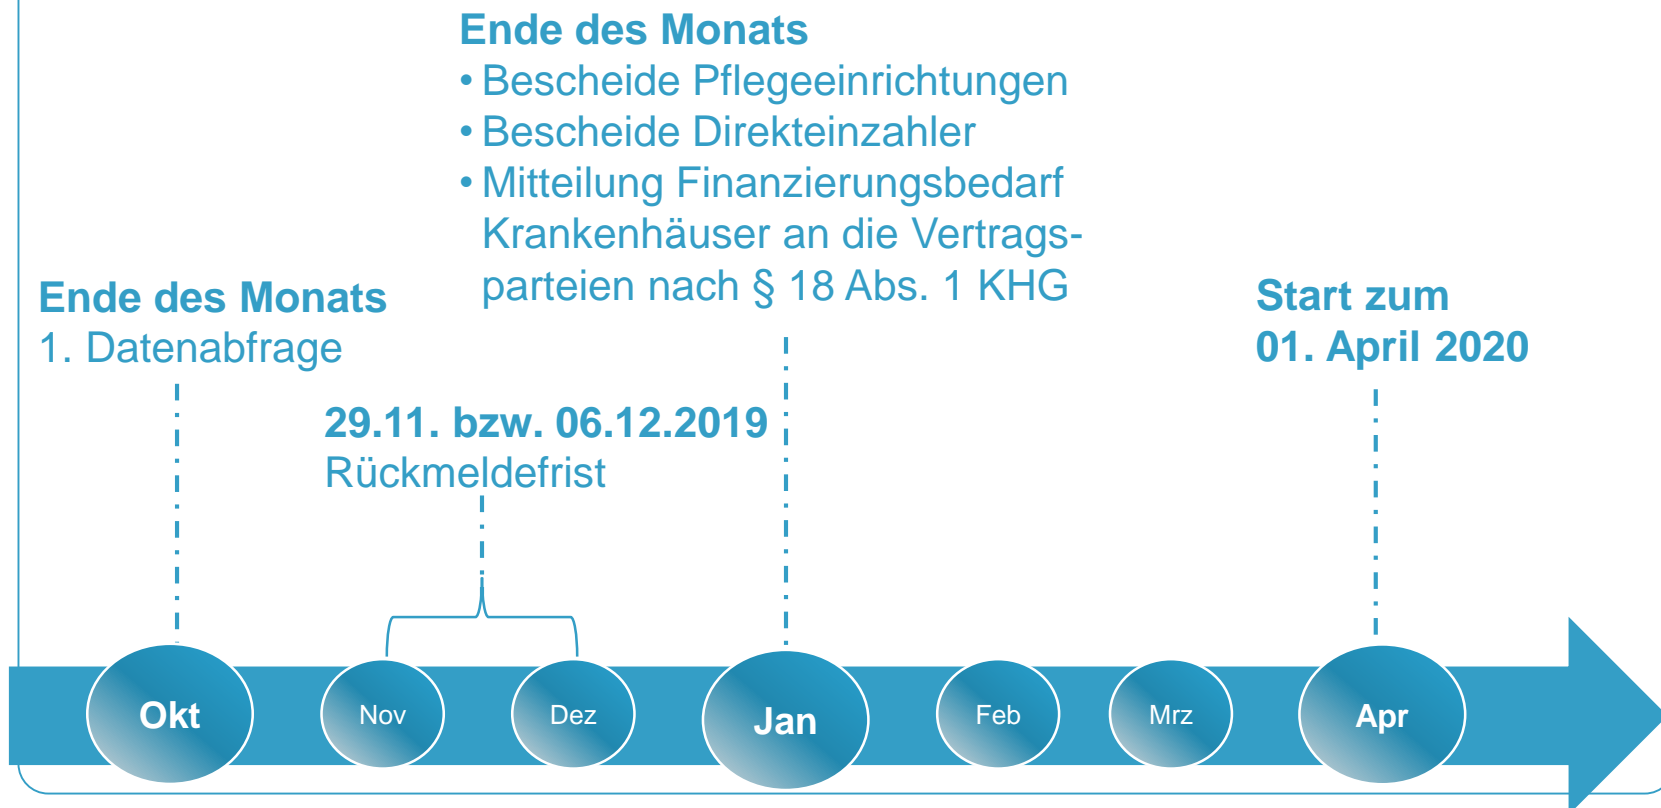 Ende des Monats
• Bescheide Pflegeeinrichtungen
• Bescheide Direkteinzahler
• Mitteilung Finanzierungsbedarf
Krankenhäuser an die Vertrags-
parteien nach § 18 Abs. 1 KHG
Ende des Monats
1. Datenabfrage
Start zum
01. April 2020
29.11. bzw. 06.12.2019
Rückmeldefrist
Okt
Nov
Dez
Jan
Feb
Mrz
Apr